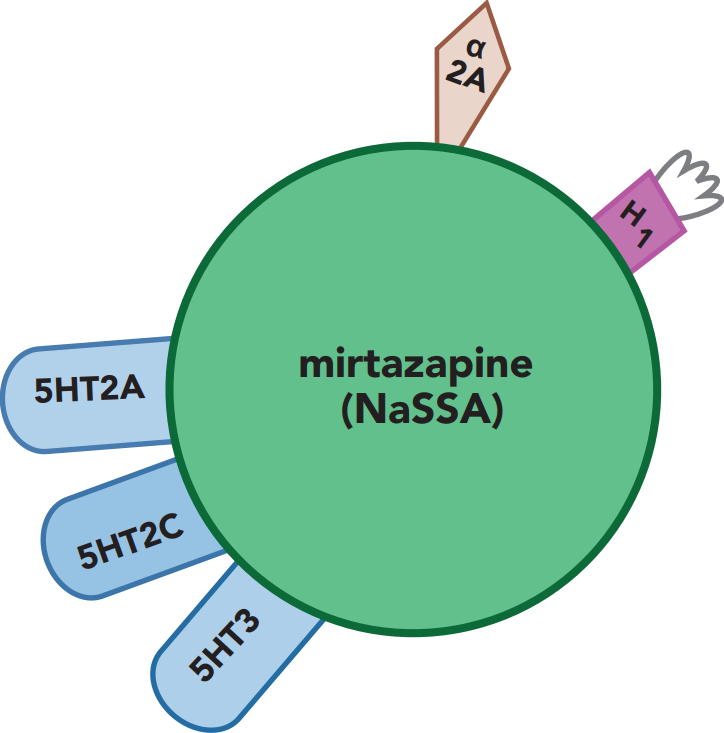 α
2A
H
1
mirtazapine
(NaSSA)
5HT2A
5HT2C
5HT3